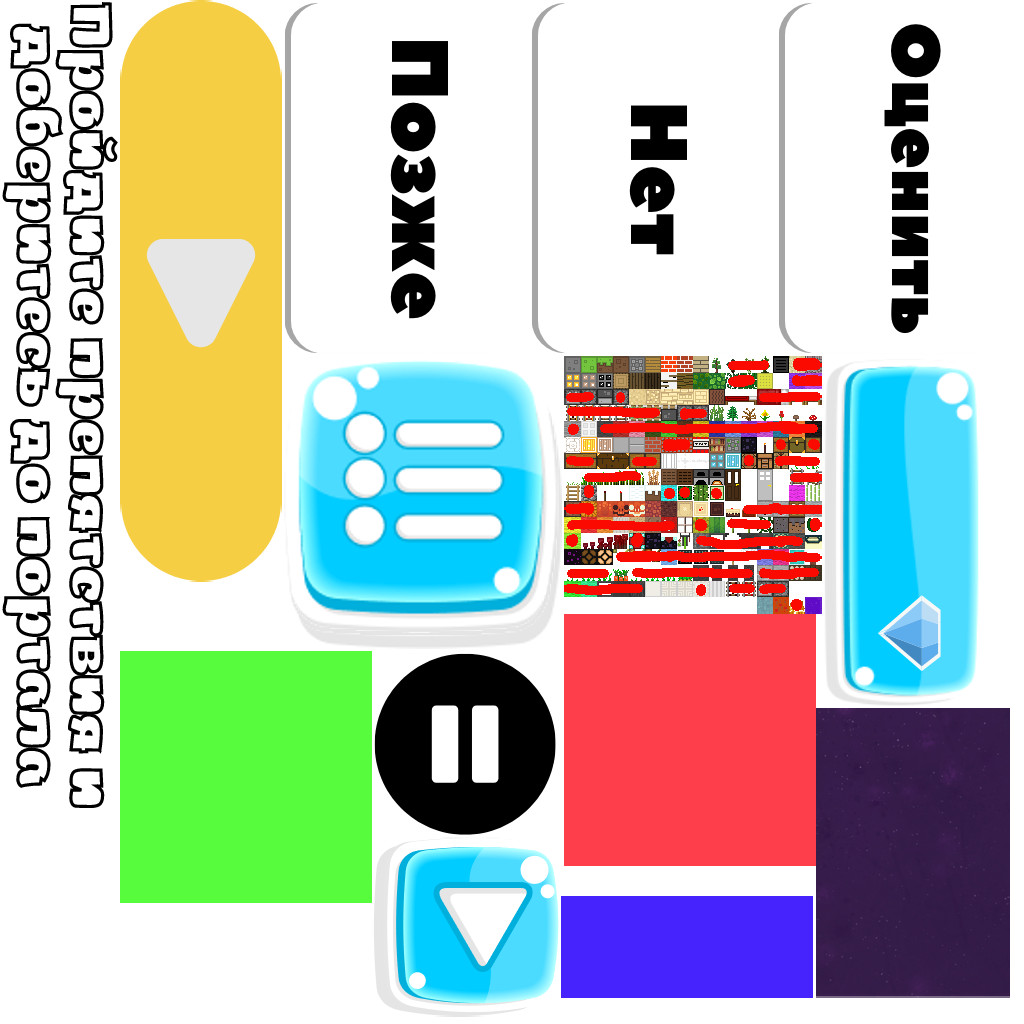 Пройдите препятствия и
доберитесь до портала
Позже
Нет
Оценить